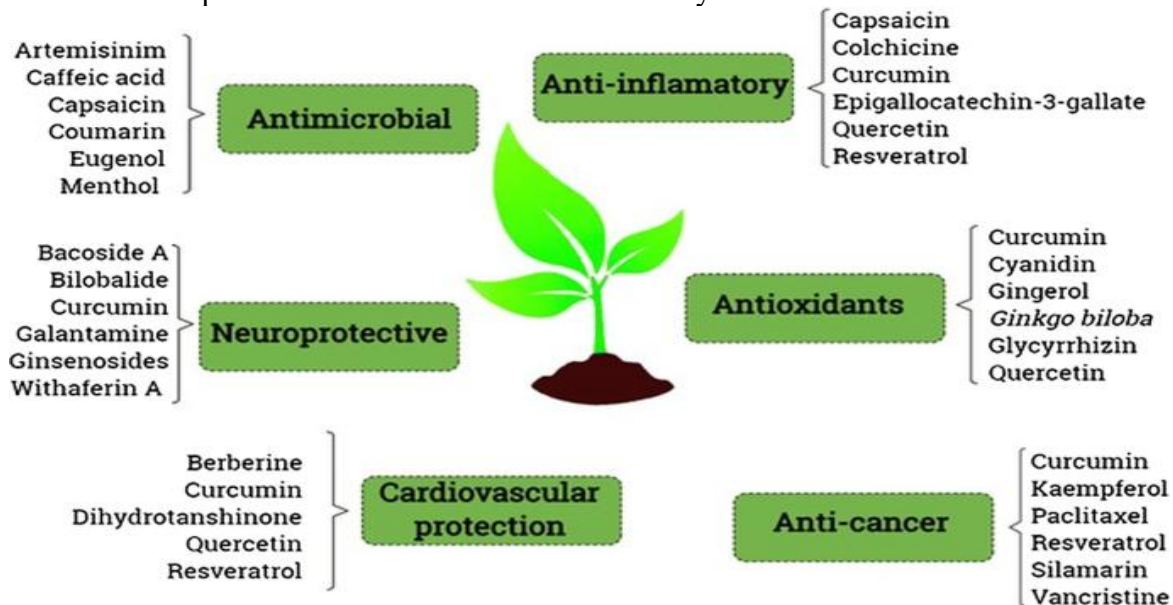 Artemisinim
Caffeic acid
Capsaicin
Coumarin
Eugenol
Menthol
Antimicrobial
Anti-inflamatory
Capsaicin
Colchicine
Curcumin
Epigallocatechin-3-gallate
Quercetin
Resveratrol
Bacoside A
Bilobalide
Curcumin
Galantamine
Ginsenosides
Withaferin A
Neuroprotective
Antioxidants
Curcumin
Cyanidin
Gingerol
Ginkgo biloba
Glycyrrhizin
Quercetin
Berberine
Curcumin
Dihydrotanshinone
Quercetin
Resveratrol
Cardiovascular
protection
Anti-cancer
Curcumin
Kaempferol
Paclitaxel
Resveratrol
Silamarin
Vancristine